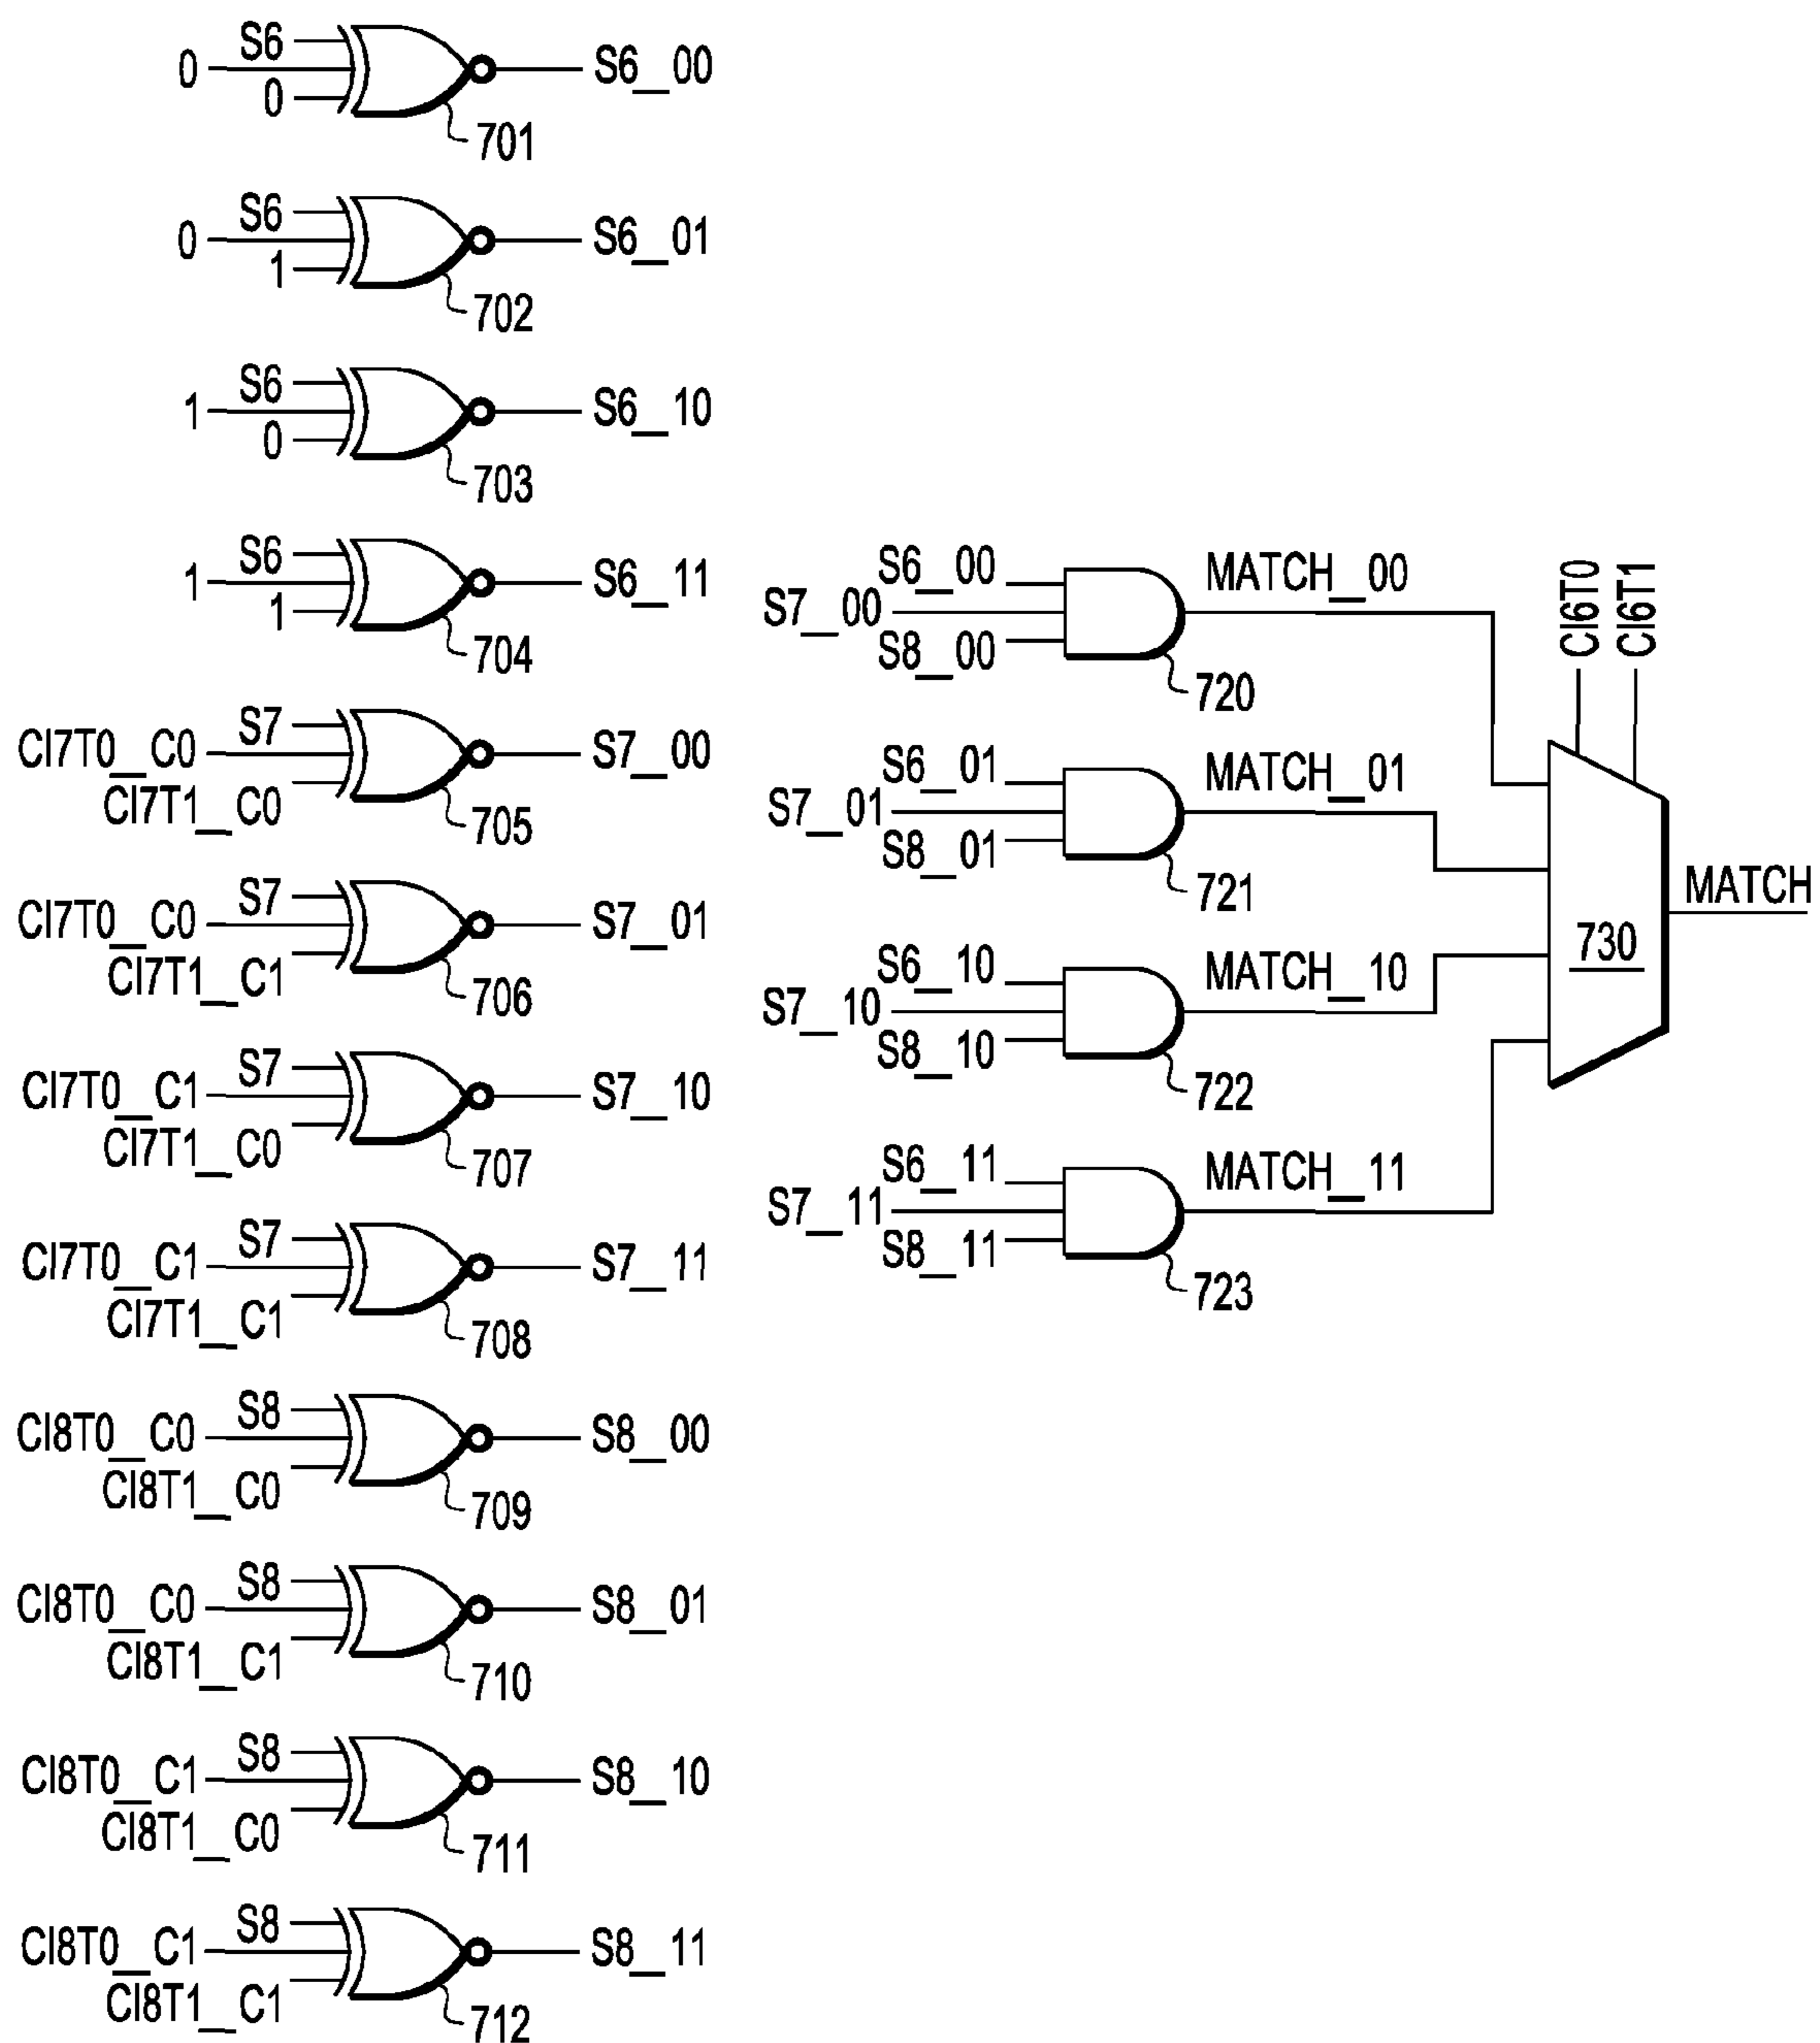 S6
0
0
S6__00
701
S6
0
1
S6__01
702
S6
1
0
S6__10
703
S6
1
1
S6__11
704
S7
CI7T0__C0
CI7T1__C0
S7__00
705
S7
CI7T0__C0
CI7T1__C1
S7__01
706
S7
CI7T0__C1
CI7T1__C0
S7__10
707
S7
CI7T0__C1
CI7T1__C1
S7__11
708
S8
CI8T0__C0
CI8T1__C0
S8__00
709
S8
CI8T0__C0
CI8T1__C1
S8__01
710
S8
CI8T0__C1
CI8T1__C0
S8__10
711
S8
CI8T0__C1
CI8T1__C1
S8__11
712
S6__00
S7__00
S8__00
MATCH__00
720
S6__01
S7__01
S8__01
MATCH__01
721
S6__10
S7__10
S8__10
MATCH__10
722
S6__11
S7__11
S8__11
MATCH__11
723
CI6T0
CI6T1
730
MATCH